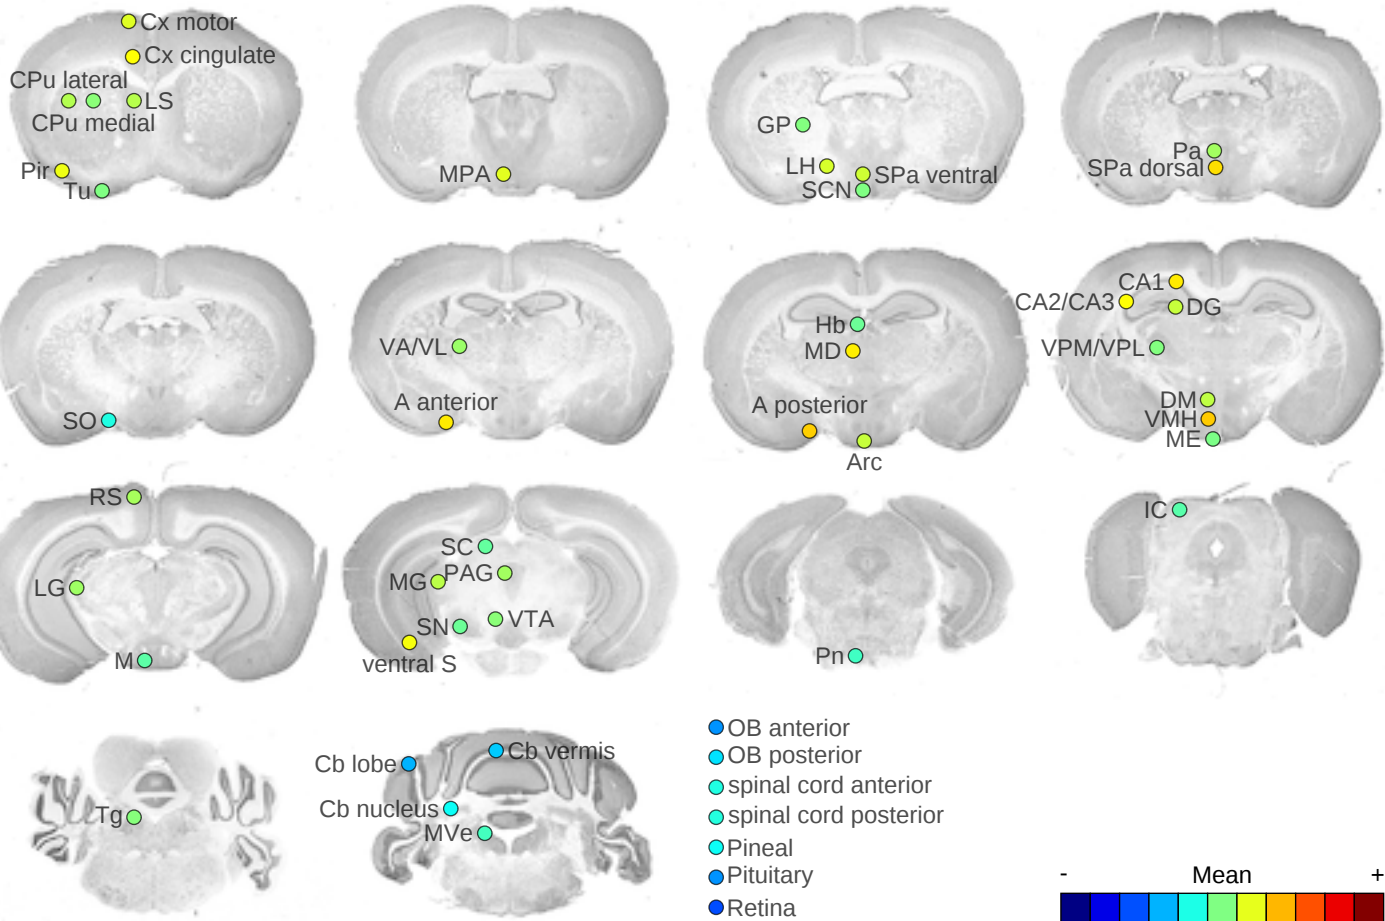 Cx motor
Cx cingulate
CPu lateral
LS
CPu medial
Pir
Tu
MPA
GP
LH
SPa ventral
SCN
Pa
SPa dorsal
SO
VA/VL
A anterior
Hb
MD
A posterior
Arc
CA1
CA2/CA3
DG
VPM/VPL
DM
VMH
ME
RS
LG
M
SC
MG
PAG
SN
VTA
ventral S
Pn
IC
Tg
Cb lobe
Cb vermis
Cb nucleus
MVe
OB anterior
OB posterior
spinal cord anterior
spinal cord posterior
Pineal
Pituitary
Retina
- Mean +